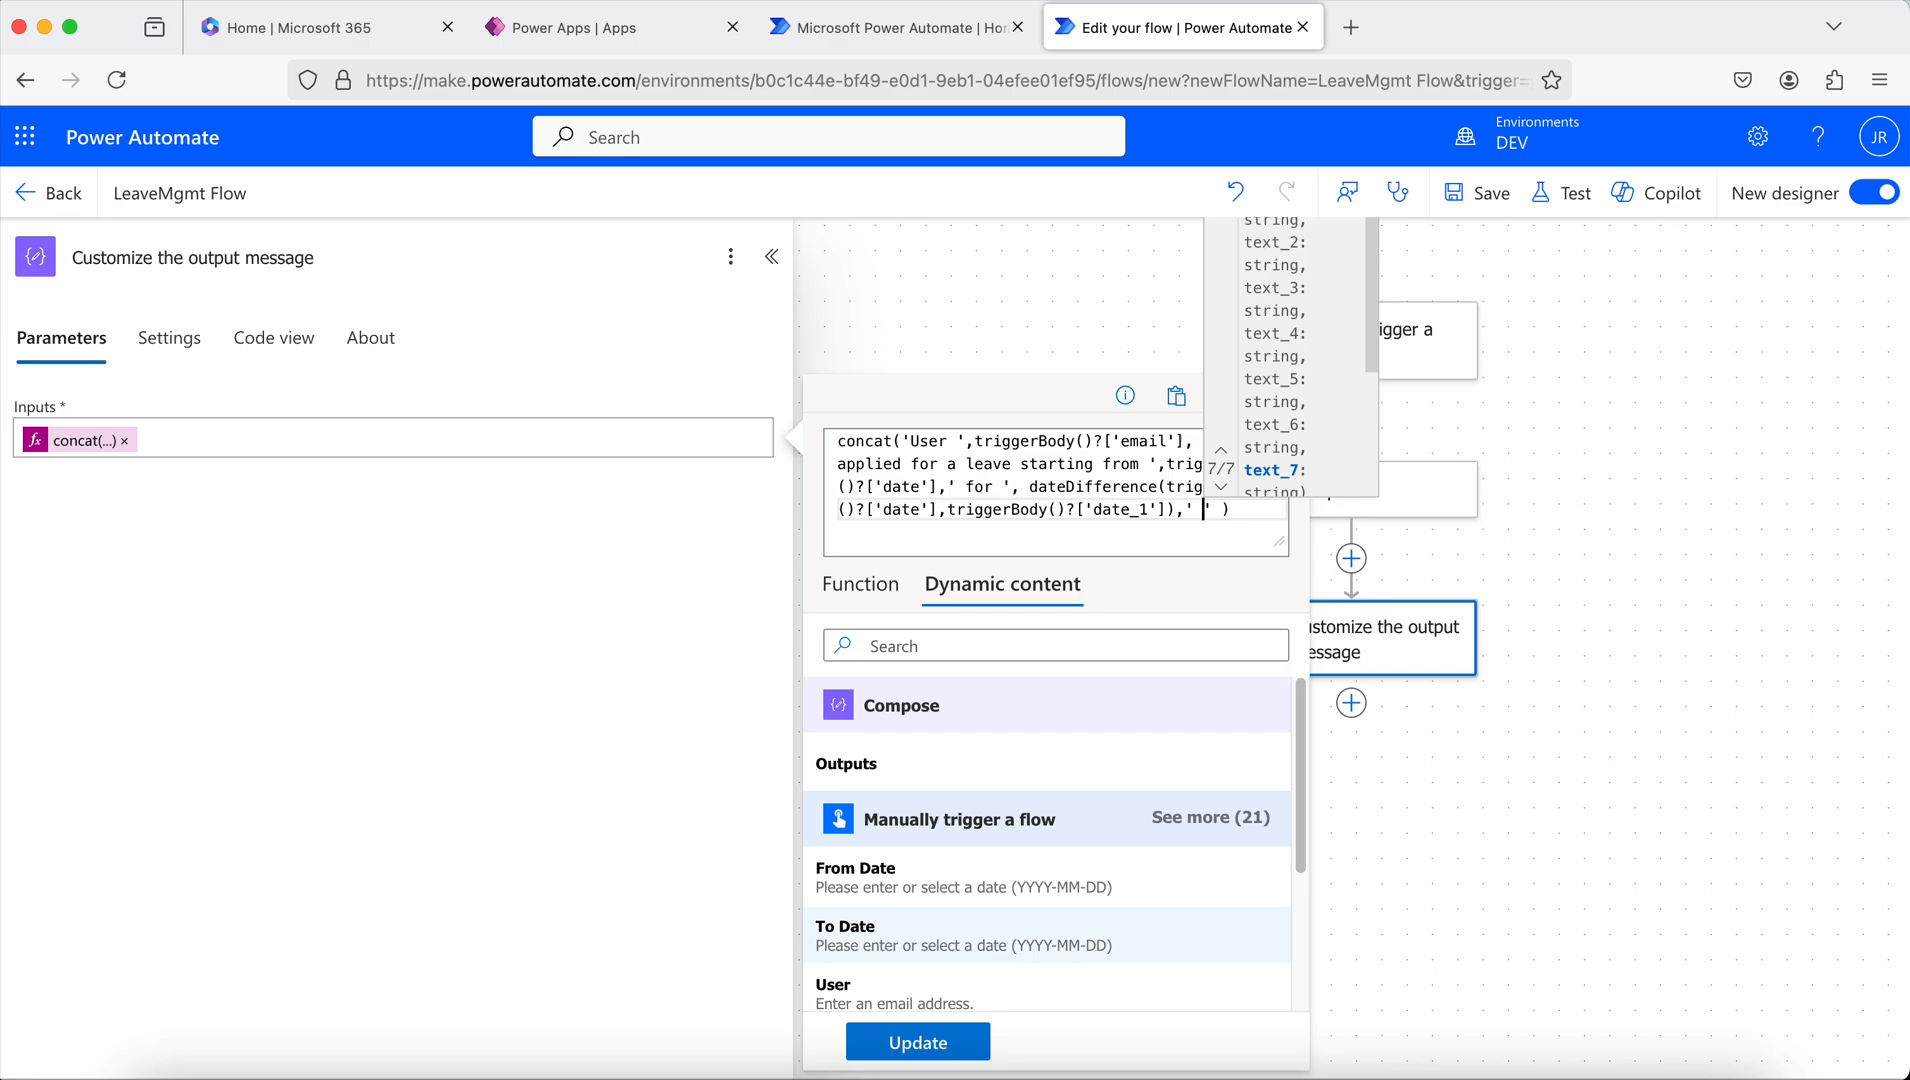 Home | Microsoft 365
Power Apps | Apps
Microsoft Power Automate | Hor
Edit your flow | Power Automate
https://make.powerautomate.com/environments/b0c1c44e-bf49-e0d1-9eb1-04efee01ef95/flows/new?newFlowName=LeaveMgmt Flow&trigger=
Power Automate
Search
Environments
DEV
JR
Back
LeaveMgmt Flow
Save
Test
Copilot
New designer
Customize the output message
Parameters
Settings
Code view
About
Inputs *
fx concat(...) ×
string,
text_2:
string,
text_3:
string,
text_4:
string,
text_5:
string,
text_6:
string,
7/7
text_7:
string)
igger a
concat('User ',triggerBody()?['email'],
applied for a leave starting from ',trig
()?['date'],' for ', dateDifference(trig
()?['date'],triggerBody()?['date_1']),' ' )
Function
Dynamic content
Search
Compose
Outputs
Manually trigger a flow
See more (21)
From Date
Please enter or select a date (YYYY-MM-DD)
To Date
Please enter or select a date (YYYY-MM-DD)
User
Enter an email address.
Update
ustomize the output
essage